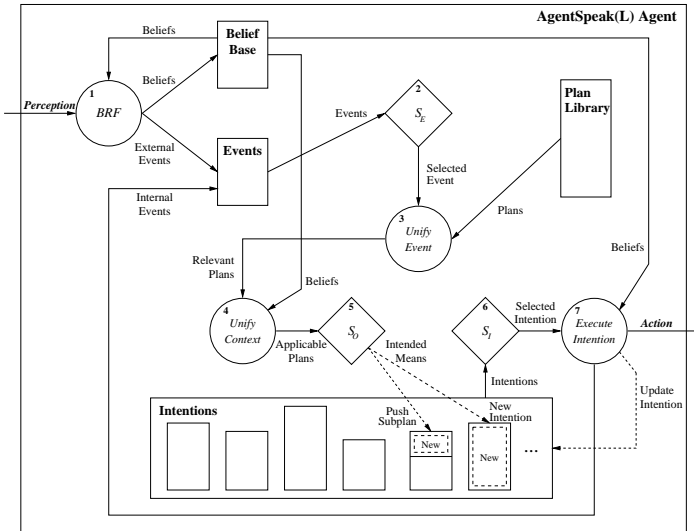 AgentSpeak(L) Agent
Beliefs
Belief
Base
1
BRF
Beliefs
Perception
2
S_E
Plan
Library
Events
External
Events
Events
Internal
Events
Selected
Event
Plans
3
Unify
Event
Relevant
Plans
Beliefs
Beliefs
4
Unify
Context
Applicable
Plans
5
S_O
Intended
Means
6
S_I
Selected
Intention
7
Execute
Intention
Action
Intentions
Update
Intention
Intentions
Push
Subplan
New
Intention
New
New
...